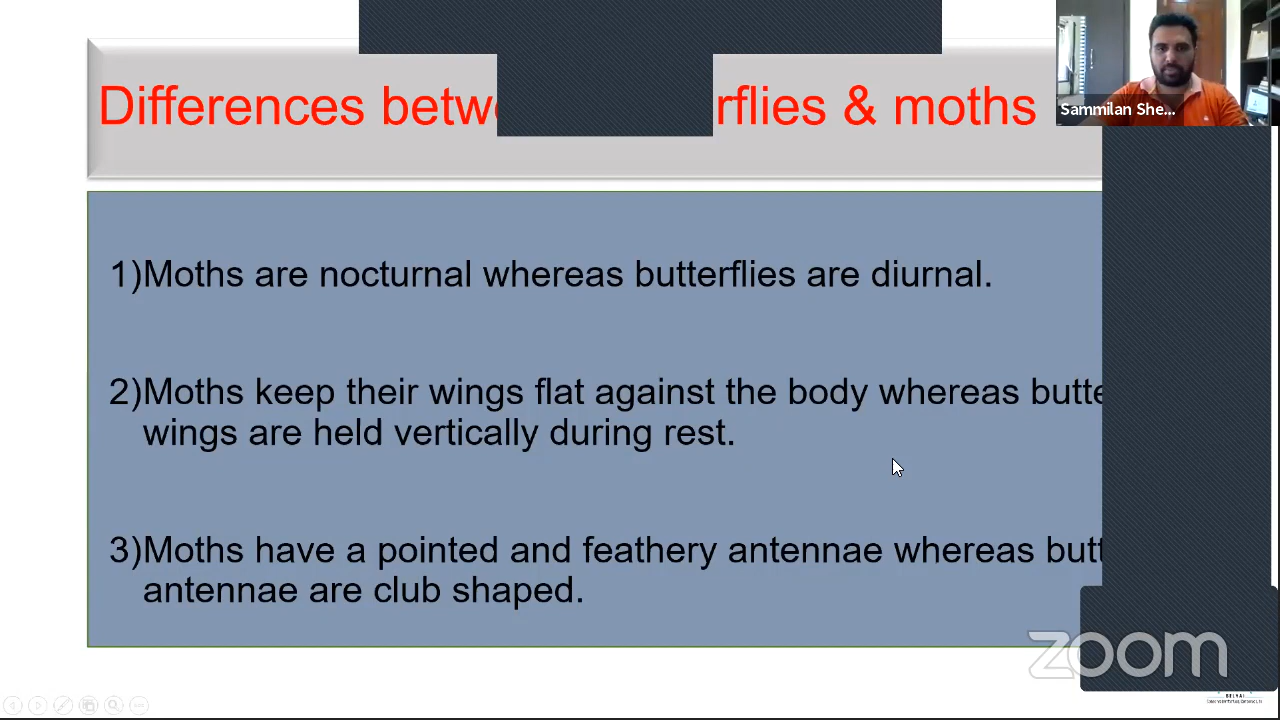 Differences betw rflies & moths
Sammilan She...
1)Moths are nocturnal whereas butterflies are diurnal.
2)Moths keep their wings flat against the body whereas butte
wings are held vertically during rest.
3)Moths have a pointed and feathery antennae whereas butt
antennae are club shaped.
zoom
BELVAI